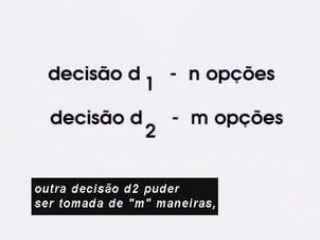 decisão d1 - n opções
decisão d2 - m opções
outra decisão d2 puder
ser tomada de "m" maneiras,